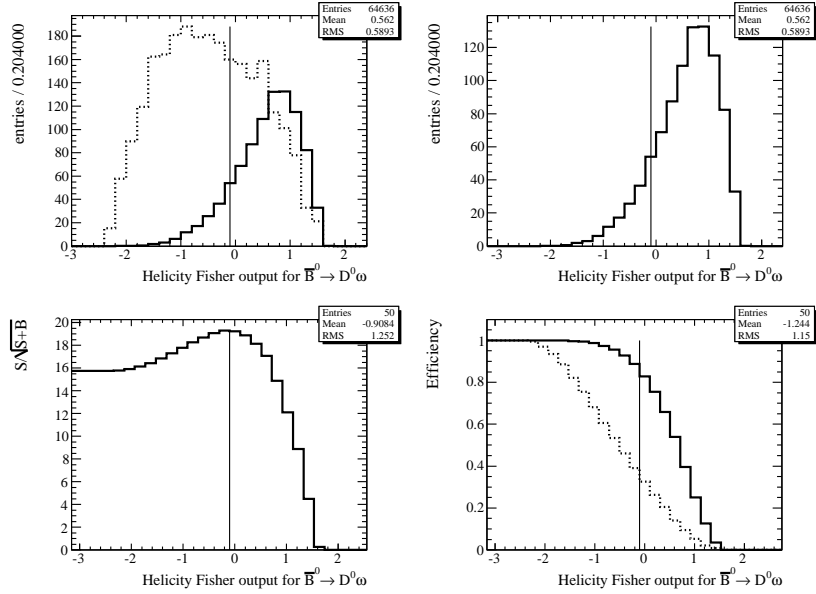 Entries 64636
Mean 0.562
RMS 0.5893
entries / 0.204000
180
160
140
120
100
80
60
40
20
0
-3 -2 -1 0 1 2
Helicity Fisher output for B̅⁰ → D⁰ω
Entries 64636
Mean 0.562
RMS 0.5893
entries / 0.204000
120
100
80
60
40
20
0
-3 -2 -1 0 1 2
Helicity Fisher output for B̅⁰ → D⁰ω
Entries 50
Mean -0.9084
RMS 1.252
S/√S+B
20
18
16
14
12
10
8
6
4
2
0
-3 -2 -1 0 1 2
Helicity Fisher output for B̅⁰ → D⁰ω
Entries 50
Mean -1.244
RMS 1.15
Efficiency
1
0.8
0.6
0.4
0.2
0
-3 -2 -1 0 1 2
Helicity Fisher output for B̅⁰ → D⁰ω